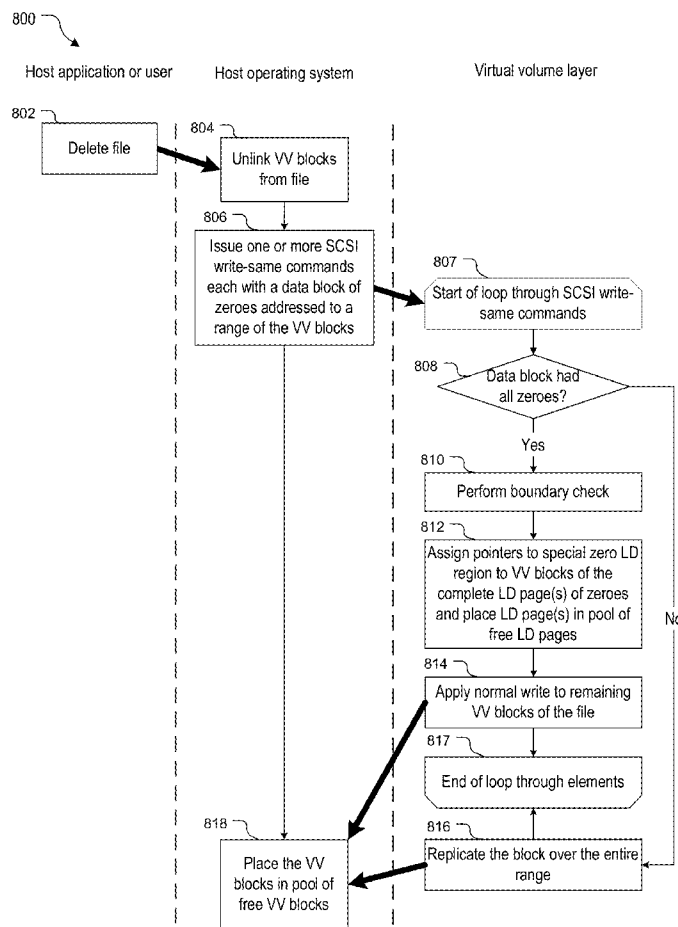 800
Host application or user
Host operating system
Virtual volume layer
802
Delete file
804
Unlink VV blocks
from file
806
Issue one or more SCSI
write-same commands
each with a data block of
zeroes addressed to a
range of the VV blocks
807
Start of loop through SCSI write-
same commands
808
Data block had
all zeroes?
Yes
No
810
Perform boundary check
812
Assign pointers to special zero LD
region to VV blocks of the
complete LD page(s) of zeroes
and place LD page(s) in pool of
free LD pages
814
Apply normal write to remaining
VV blocks of the file
817
End of loop through elements
816
Replicate the block over the entire
range
818
Place the VV
blocks in pool of
free VV blocks